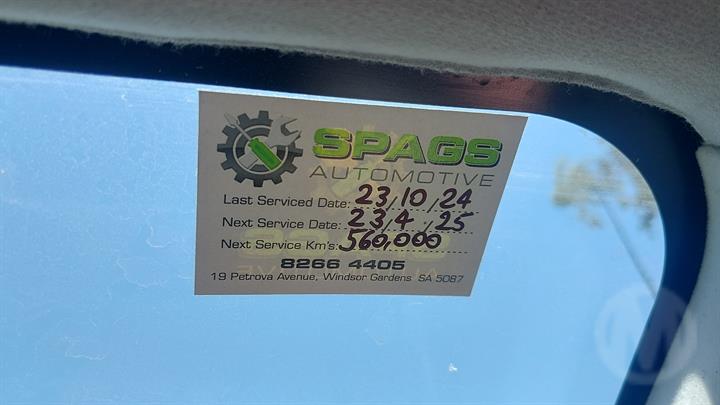 SPAGS
AUTOMOTIVE
Last Serviced Date: 23/10/24
Next Service Date: 23/4/25
Next Service Km's: 560,000
8266 4405
19 Petrova Avenue, Windsor Gardens SA 5087
M